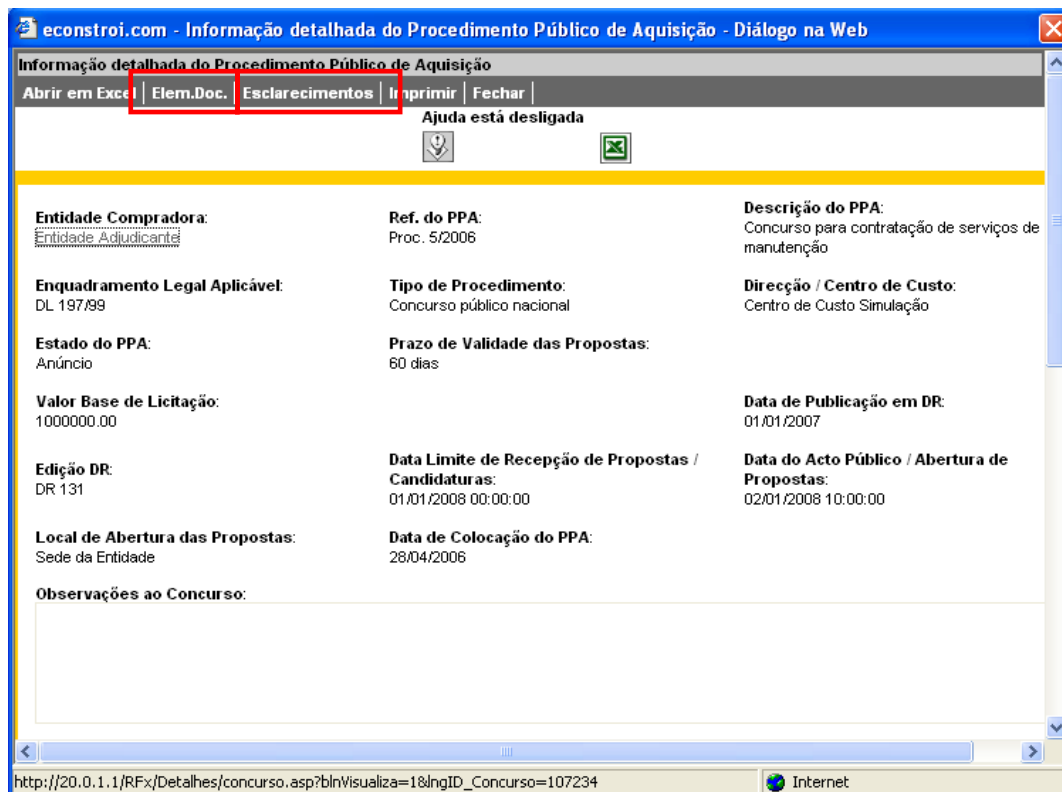 econstroi.com - Informação detalhada do Procedimento Público de Aquisição - Diálogo na Web
Informação detalhada do Procedimento Público de Aquisição
Abrir em Excel | Elem.Doc. | Esclarecimentos | Imprimir | Fechar |
Ajuda está desligada
Entidade Compradora:
Entidade Adjudicante
Ref. do PPA:
Proc. 5/2006
Descrição do PPA:
Concurso para contratação de serviços de
manutenção
Enquadramento Legal Aplicável:
DL 197/99
Tipo de Procedimento:
Concurso público nacional
Direcção / Centro de Custo:
Centro de Custo Simulação
Estado do PPA:
Anúncio
Prazo de Validade das Propostas:
60 dias
Valor Base de Licitação:
1000000.00
Data de Publicação em DR:
01/01/2007
Edição DR:
DR 131
Data Limite de Recepção de Propostas /
Candidaturas:
01/01/2008 00:00:00
Data do Acto Público / Abertura de
Propostas:
02/01/2008 10:00:00
Local de Abertura das Propostas:
Sede da Entidade
Data de Colocação do PPA:
28/04/2006
Observações ao Concurso:
http://20.0.1.1/RFx/Detalhes/concurso.asp?blnVisualiza=1&lngID_Concurso=107234
Internet